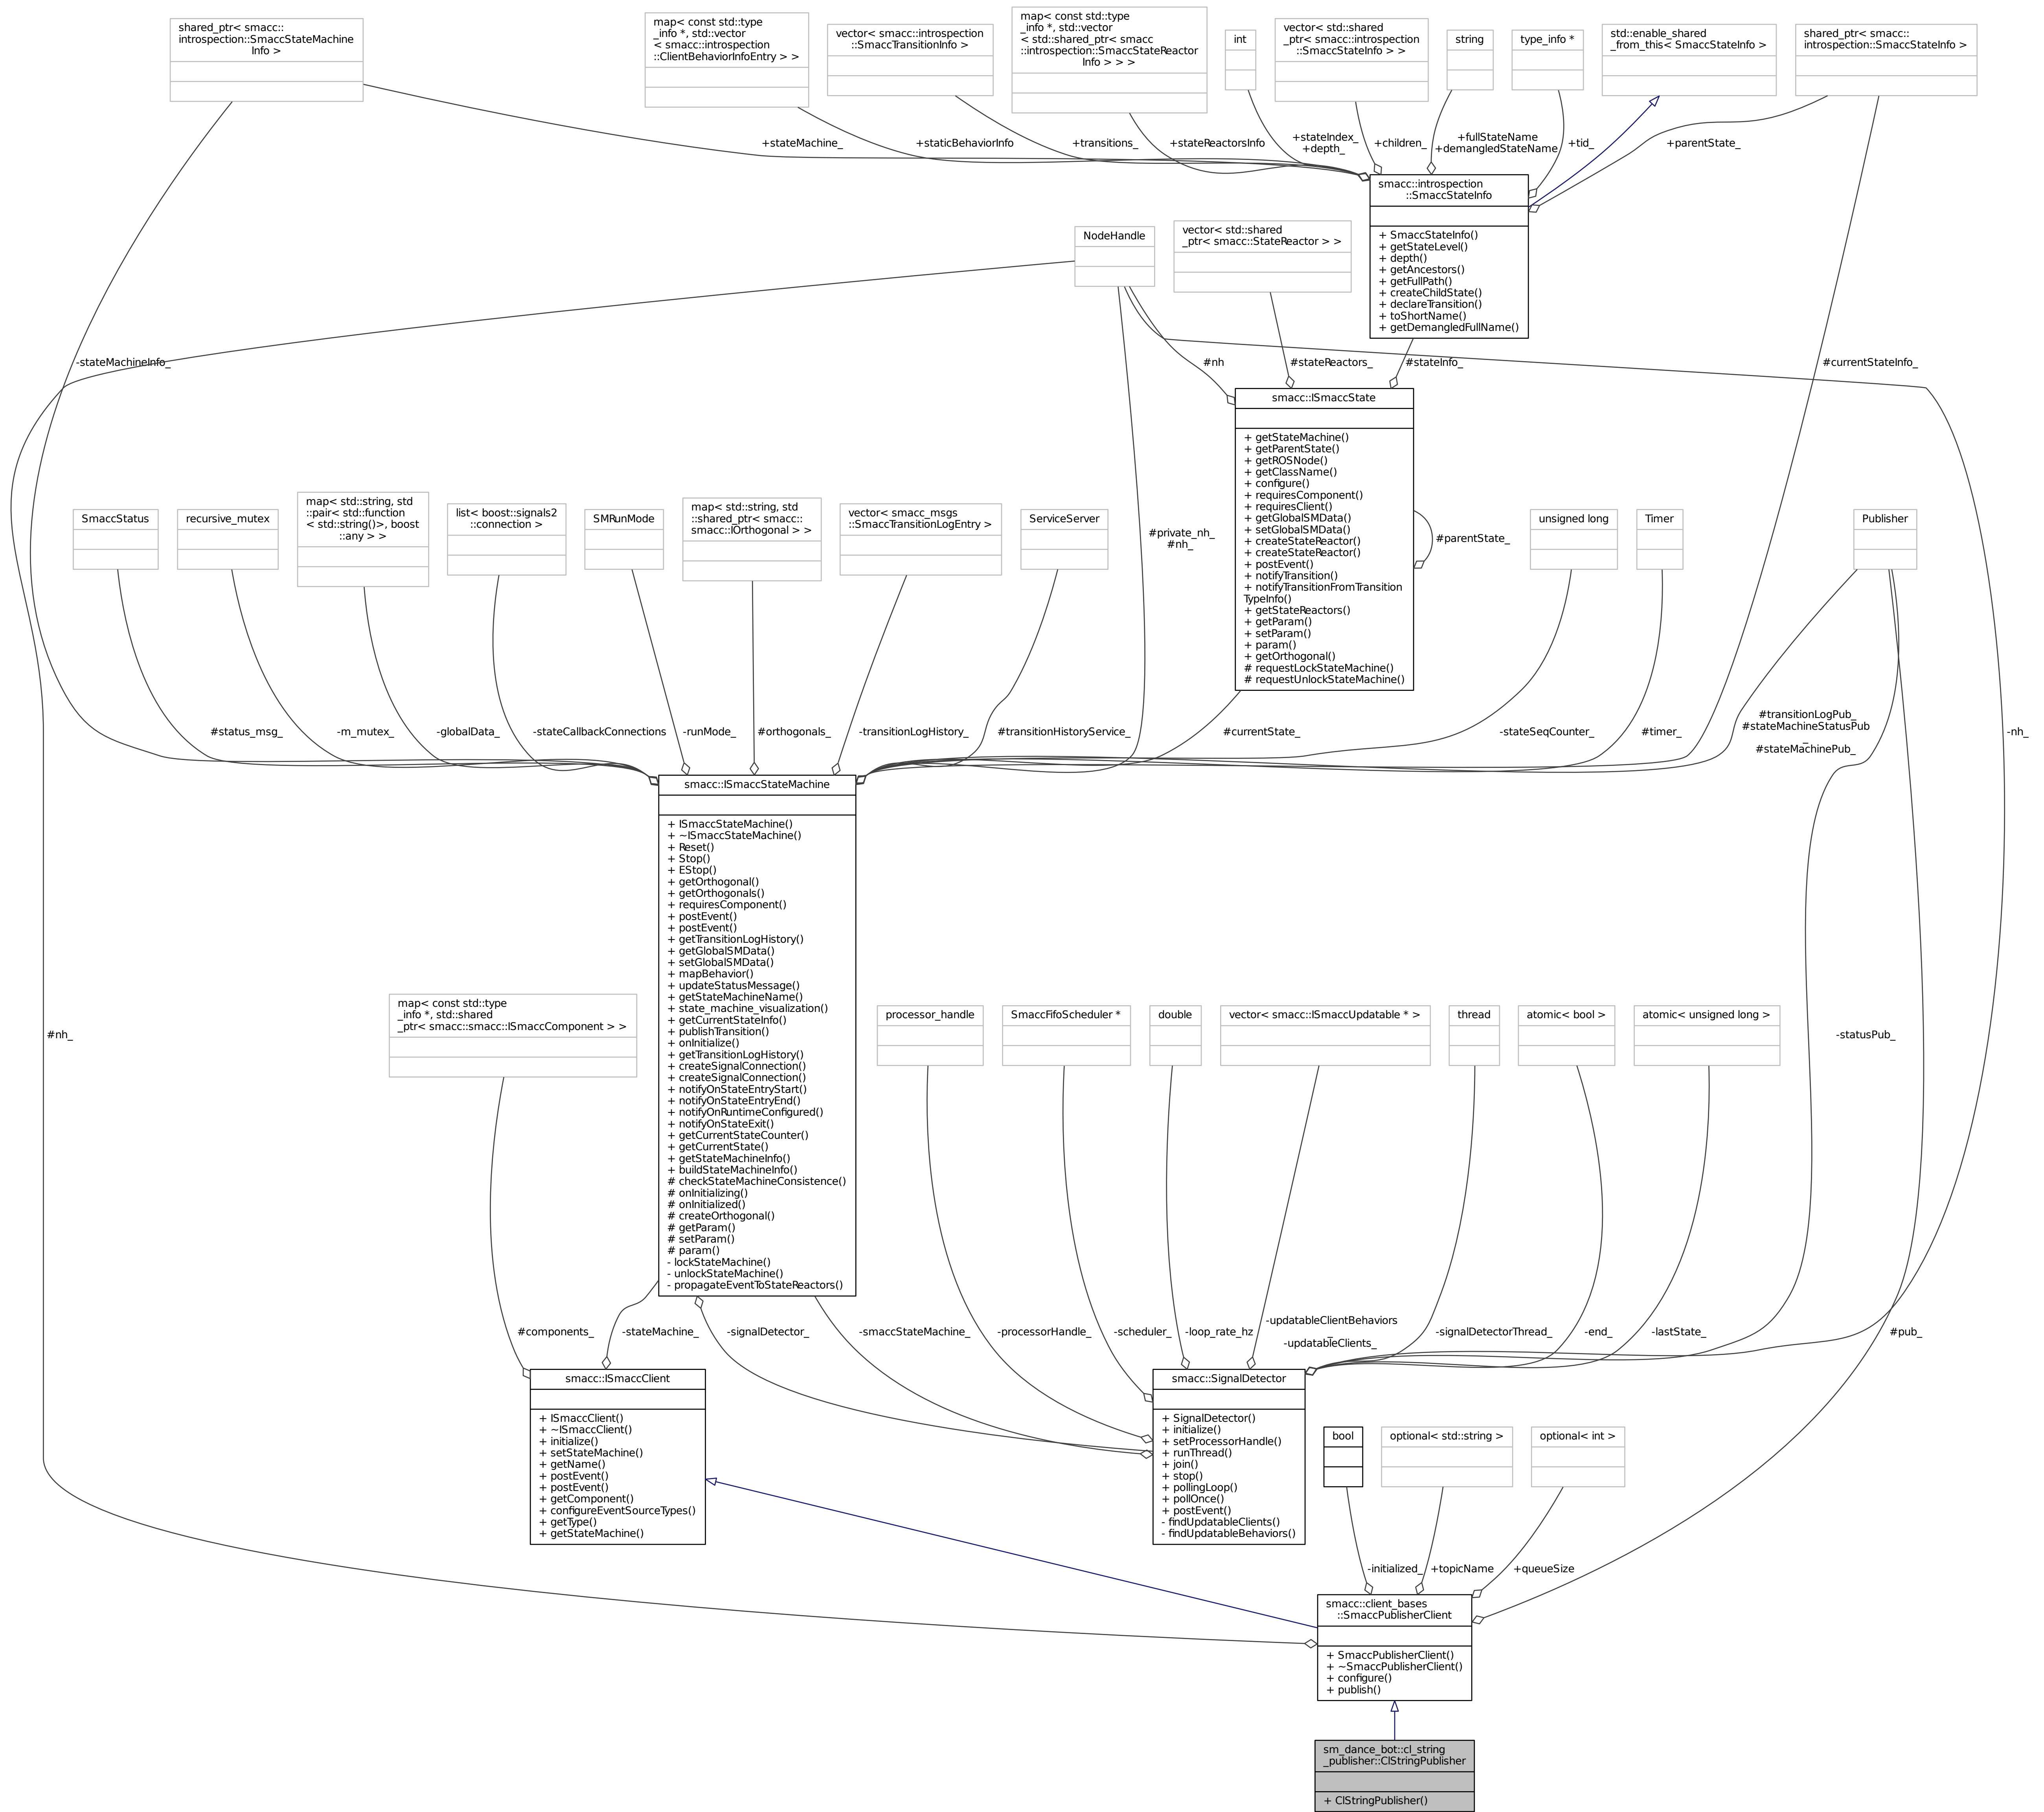 shared_ptr< smacc::
introspection::SmaccStateMachine
Info >
map< const std::type
_info *, std::vector
< smacc::introspection
::ClientBehaviorInfoEntry > >
vector< smacc::introspection
::SmaccTransitionInfo >
map< const std::type
_info *, std::vector
< std::shared_ptr< smacc
::introspection::SmaccStateReactor
Info > > >
int
vector< std::shared
_ptr< smacc::introspection
::SmaccStateInfo > >
string
type_info *
std::enable_shared
_from_this< SmaccStateInfo >
shared_ptr< smacc::
introspection::SmaccStateInfo >
+stateMachine_
+staticBehaviorInfo
+transitions_
+stateReactorsInfo
+stateIndex
+depth_
+children_
+fullStateName
+demangledStateName
+tid_
+parentState_
smacc::introspection
::SmaccStateInfo
+ SmaccStateInfo()
+ getStateLevel()
+ depth()
+ getAncestors()
+ getFullPath()
+ createChildState()
+ declareTransition()
+ toShortName()
+ getDemangledFullName()
NodeHandle
vector< std::shared
_ptr< smacc::StateReactor > >
-stateMachineInfo_
#nh
#stateReactors_
#stateInfo_
#currentStateInfo_
smacc::ISmaccState
+ getStateMachine()
+ getParentState()
+ getROSNode()
+ getClassName()
+ configure()
+ requiresComponent()
+ requiresClient()
+ getGlobalSMData()
+ setGlobalSMData()
+ createStateReactor()
+ createStateReactor()
+ postEvent()
+ notifyTransition()
+ notifyTransitionFromTransition
TypeInfo()
+ getStateReactors()
+ getParam()
+ setParam()
+ param()
+ getOrthogonal()
# requestLockStateMachine()
# requestUnlockStateMachine()
#parentState_
SmaccStatus
recursive_mutex
map< std::string, std
::pair< std::function
< std::string()>, boost
::any > >
list< boost::signals2
::connection >
SMRunMode
map< std::string, std
::shared_ptr< smacc::
smacc::IOrthogonal > >
vector< smacc_msgs
::SmaccTransitionLogEntry >
ServiceServer
#private_nh_
#nh_
unsigned long
Timer
Publisher
#status_msg_
-m_mutex_
-globalData_
-stateCallbackConnections
-runMode_
#orthogonals_
-transitionLogHistory_
#transitionHistoryService_
#currentState_
-stateSeqCounter_
#timer_
#transitionLogPub_
#stateMachineStatusPub
_
#stateMachinePub_
-nh_
smacc::ISmaccStateMachine
+ ISmaccStateMachine()
+ ~ISmaccStateMachine()
+ Reset()
+ Stop()
+ EStop()
+ getOrthogonal()
+ getOrthogonals()
+ requiresComponent()
+ postEvent()
+ postEvent()
+ getTransitionLogHistory()
+ getGlobalSMData()
+ setGlobalSMData()
+ mapBehavior()
+ updateStatusMessage()
+ getStateMachineName()
+ state_machine_visualization()
+ getCurrentStateInfo()
+ publishTransition()
+ onInitialize()
+ getTransitionLogHistory()
+ createSignalConnection()
+ createSignalConnection()
+ notifyOnStateEntryStart()
+ notifyOnStateEntryEnd()
+ notifyOnRuntimeConfigured()
+ notifyOnStateExit()
+ getCurrentStateCounter()
+ getCurrentState()
+ getStateMachineInfo()
+ buildStateMachineInfo()
# checkStateMachineConsistence()
# onInitializing()
# onInitialized()
# createOrthogonal()
# getParam()
# setParam()
# param()
- lockStateMachine()
- unlockStateMachine()
- propagateEventToStateReactors()
map< const std::type
_info *, std::shared
_ptr< smacc::smacc::ISmaccComponent > >
processor_handle
SmaccFifoScheduler *
double
vector< smacc::ISmaccUpdatable * >
thread
atomic< bool >
atomic< unsigned long >
#nh_
-statusPub_
#components_
-stateMachine_
-signalDetector_
-smaccStateMachine_
-processorHandle_
-scheduler_
-loop_rate_hz
-updatableClientBehaviors
_
-updatableClients_
-signalDetectorThread_
-end_
-lastState_
#pub_
smacc::ISmaccClient
+ ISmaccClient()
+ ~ISmaccClient()
+ initialize()
+ setStateMachine()
+ getName()
+ postEvent()
+ postEvent()
+ getComponent()
+ configureEventSourceTypes()
+ getType()
+ getStateMachine()
smacc::SignalDetector
+ SignalDetector()
+ initialize()
+ setProcessorHandle()
+ runThread()
+ join()
+ stop()
+ pollingLoop()
+ pollOnce()
+ postEvent()
- findUpdatableClients()
- findUpdatableBehaviors()
bool
optional< std::string >
optional< int >
-initialized_
+topicName
+queueSize
smacc::client_bases
::SmaccPublisherClient
+ SmaccPublisherClient()
+ ~SmaccPublisherClient()
+ configure()
+ publish()
sm_dance_bot::cl_string
_publisher::ClStringPublisher
+ ClStringPublisher()